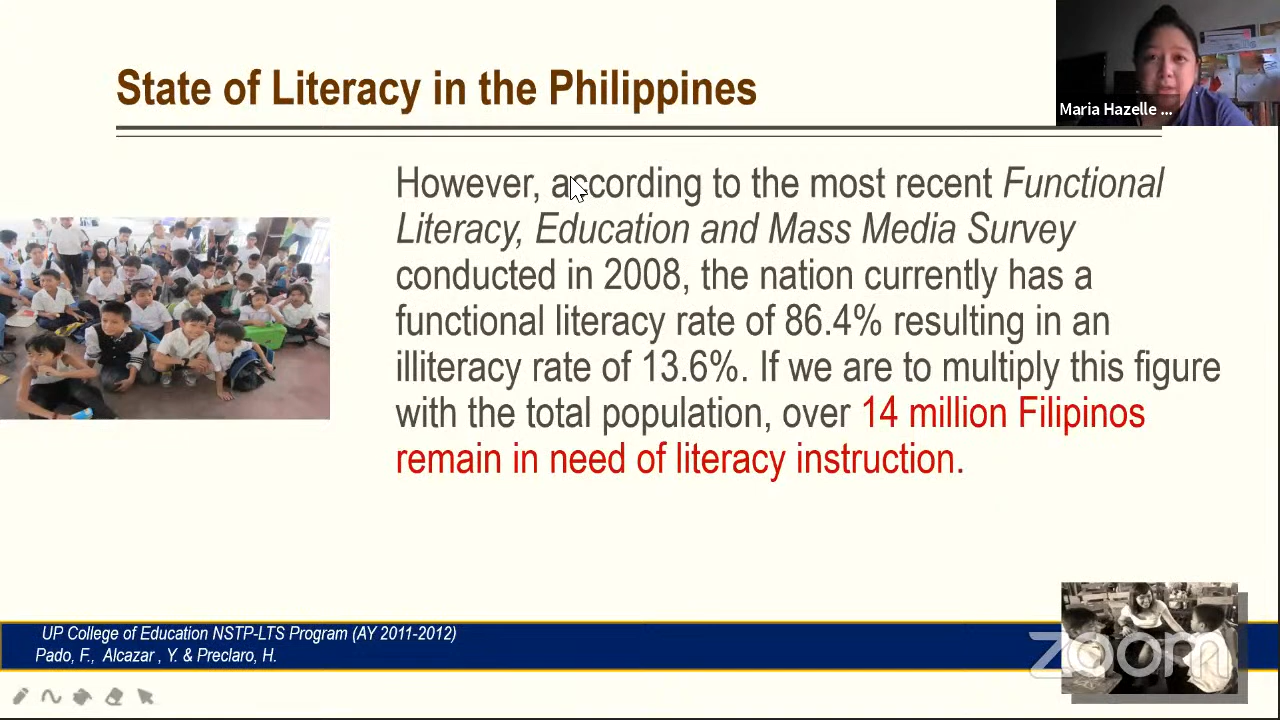 State of Literacy in the Philippines
Maria Hazelle ...
However, according to the most recent Functional
Literacy, Education and Mass Media Survey
conducted in 2008, the nation currently has a
functional literacy rate of 86.4% resulting in an
illiteracy rate of 13.6%. If we are to multiply this figure
with the total population, over 14 million Filipinos
remain in need of literacy instruction.
UP College of Education NSTP-LTS Program (AY 2011-2012)
Pado, F., Alcazar , Y. & Preclaro, H.
zoom